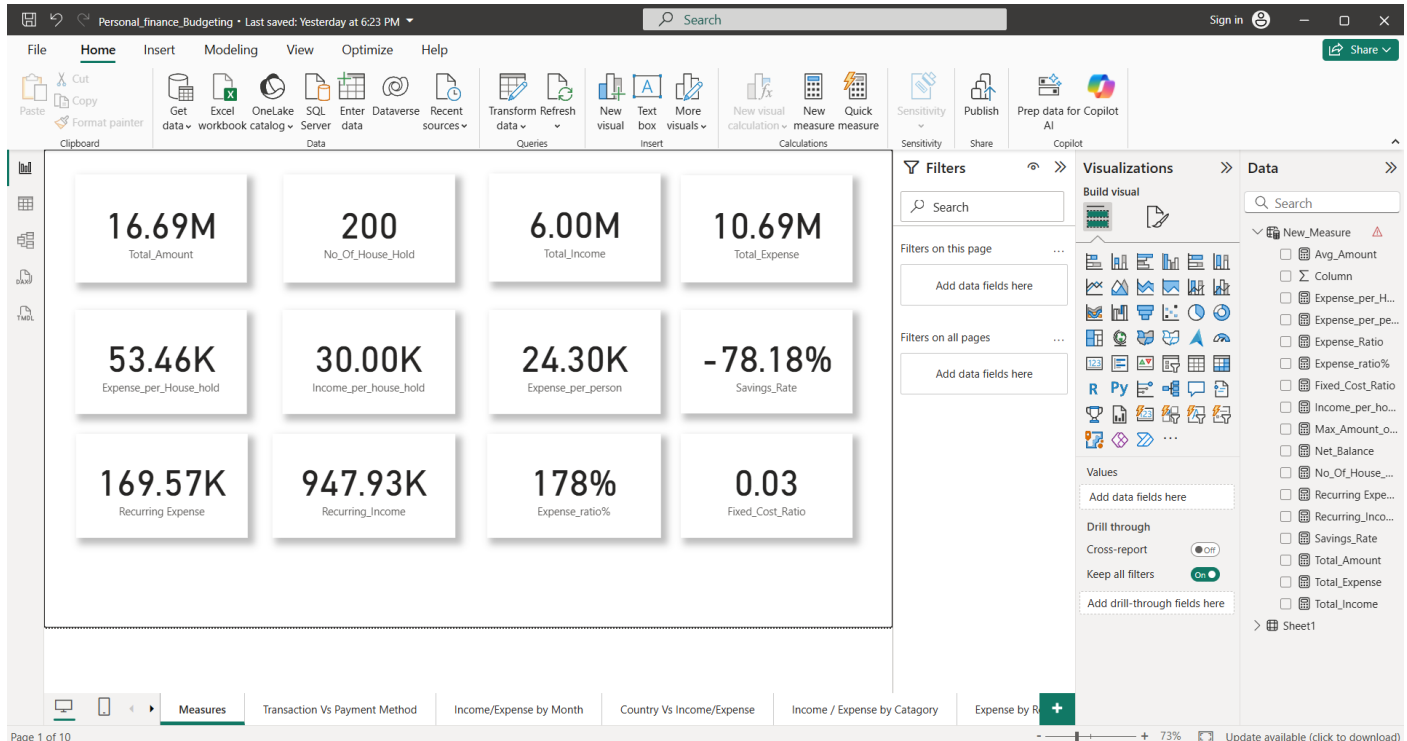 Personal_finance_Budgeting • Last saved: Yesterday at 6:23 PM
Search
Sign in
File Home Insert Modeling View Optimize Help
Share
Paste
Cut
Copy
Format painter
Clipboard
Get data
Excel workbook
OneLake catalog
SQL Server
Enter data
Dataverse
Recent sources
Data
Transform data
Refresh
Queries
New visual
Text box
More visuals
Insert
New visual calculation
New measure
Quick measure
Calculations
Sensitivity
Sensitivity
Publish
Share
Prep data for AI
Copilot
Copilot
DAX
TMDL
16.69M
Total_Amount
200
No_Of_House_Hold
6.00M
Total_Income
10.69M
Total_Expense
53.46K
Expense_per_House_hold
30.00K
Income_per_house_hold
24.30K
Expense_per_person
-78.18%
Savings_Rate
169.57K
Recurring Expense
947.93K
Recurring_Income
178%
Expense_ratio%
0.03
Fixed_Cost_Ratio
Filters
Search
Filters on this page
...
Add data fields here
Filters on all pages
...
Add data fields here
Visualizations
Build visual
123
R Py
...
Values
Add data fields here
Drill through
Cross-report Off
Keep all filters On
Add drill-through fields here
Data
Search
New_Measure
Avg_Amount
Column
Expense_per_H...
Expense_per_pe...
Expense_Ratio
Expense_ratio%
Fixed_Cost_Ratio
Income_per_ho...
Max_Amount_o...
Net_Balance
No_Of_House_...
Recurring Expe...
Recurring_Inco...
Savings_Rate
Total_Amount
Total_Expense
Total_Income
Sheet1
Measures
Transaction Vs Payment Method
Income/Expense by Month
Country Vs Income/Expense
Income / Expense by Catagory
Expense by R
Page 1 of 10
- + 73%
Update available (click to download)